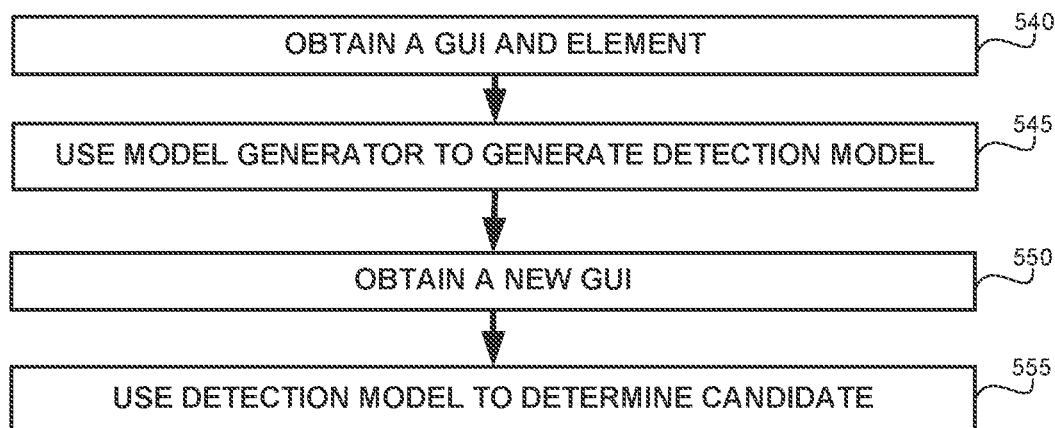 OBTAIN A GUI AND ELEMENT
540
USE MODEL GENERATOR TO GENERATE DETECTION MODEL
545
OBTAIN A NEW GUI
550
USE DETECTION MODEL TO DETERMINE CANDIDATE
555